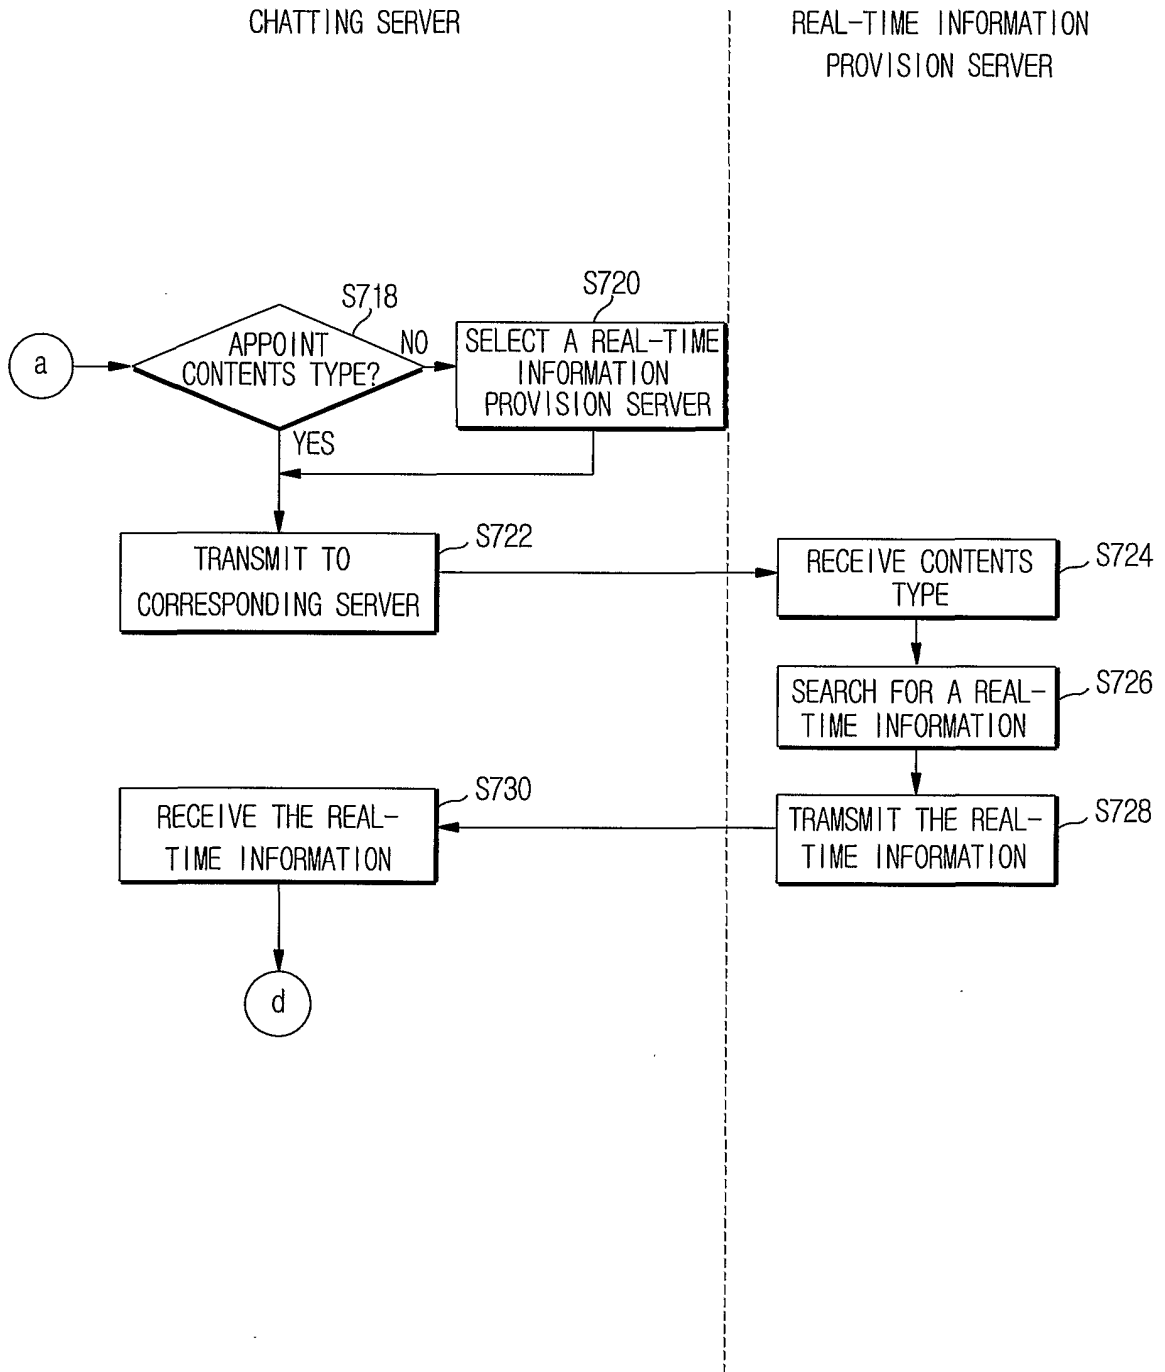 CHATTING SERVER
REAL-TIME INFORMATION
PROVISION SERVER
a
S718
APPOINT
CONTENTS TYPE?
NO
YES
S720
SELECT A REAL-TIME
INFORMATION
PROVISION SERVER
S722
TRANSMIT TO
CORRESPONDING SERVER
S724
RECEIVE CONTENTS
TYPE
S726
SEARCH FOR A REAL-
TIME INFORMATION
S728
TRAMSMIT THE REAL-
TIME INFORMATION
S730
RECEIVE THE REAL-
TIME INFORMATION
d